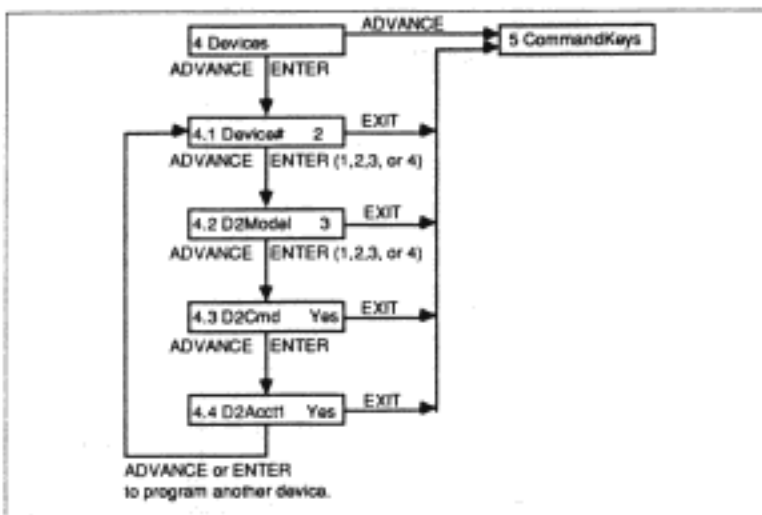 4 Devices
ADVANCE
5 CommandKeys
ADVANCE ENTER
4.1 Device# 2
EXIT
ADVANCE ENTER (1,2,3, or 4)
4.2 D2Model 3
EXIT
ADVANCE ENTER (1,2,3, or 4)
4.3 D2Cmd Yes
EXIT
ADVANCE ENTER
4.4 D2Acct1 Yes
EXIT
ADVANCE or ENTER
to program another device.